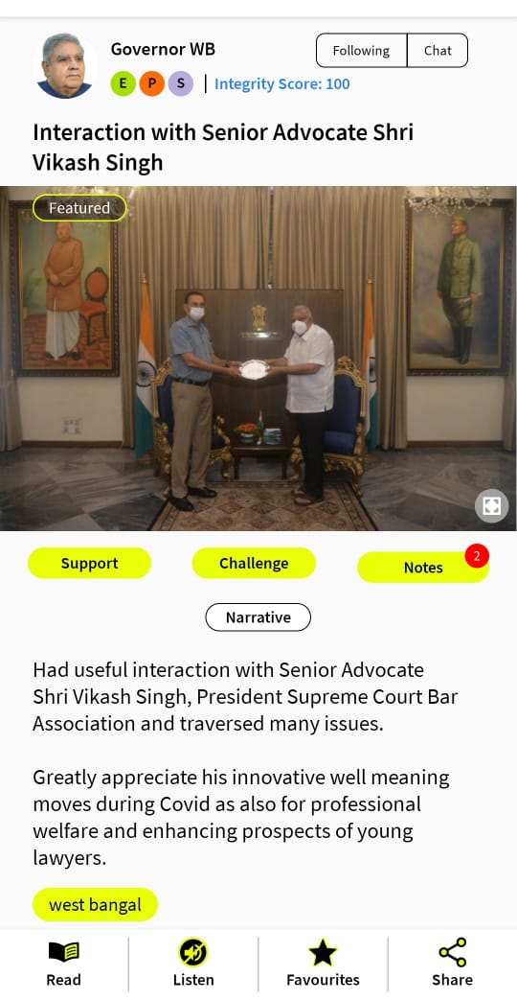 Governor WB
Following
Chat
E P S | Integrity Score: 100
Interaction with Senior Advocate Shri
Vikash Singh
Featured
Support
Challenge
Notes
2
Narrative
Had useful interaction with Senior Advocate
Shri Vikash Singh, President Supreme Court Bar
Association and traversed many issues.
Greatly appreciate his innovative well meaning
moves during Covid as also for professional
welfare and enhancing prospects of young
lawyers.
west bangal
Read
Listen
Favourites
Share